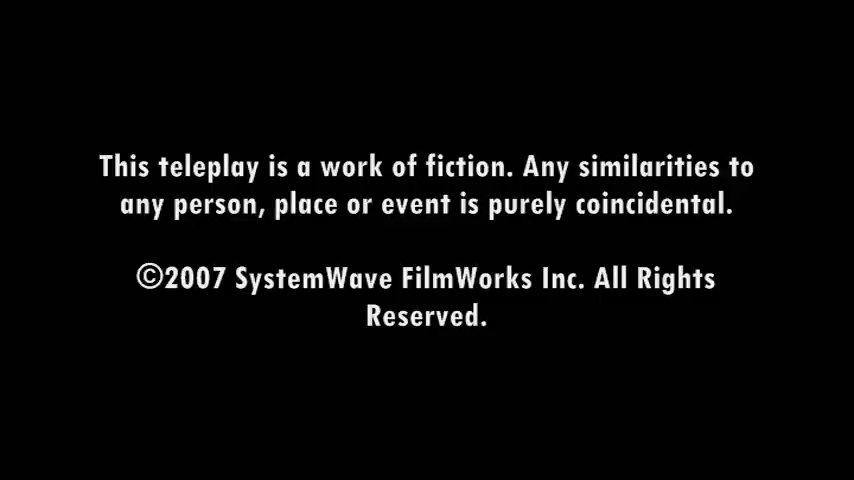 This teleplay is a work of fiction. Any similarities to
any person, place or event is purely coincidental.
©2007 SystemWave FilmWorks Inc. All Rights
Reserved.